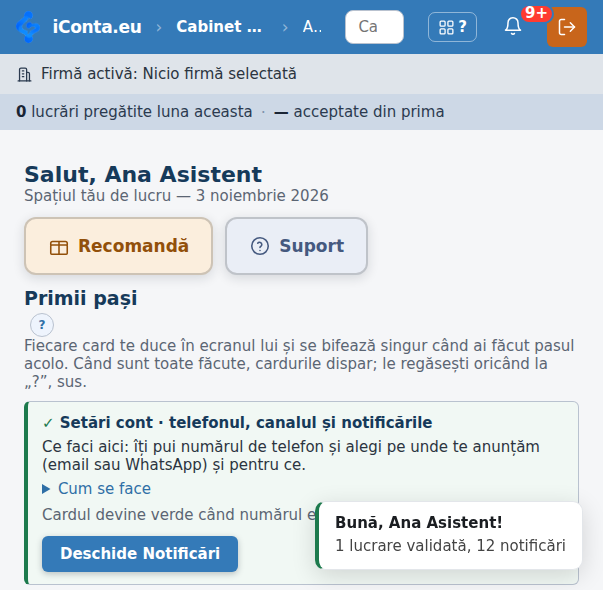 iConta.eu › Cabinet … › A.. Ca ? 9+
Firmă activă: Nicio firmă selectată
0 lucrări pregătite luna aceasta · — acceptate din prima
Salut, Ana Asistent
Spațiul tău de lucru — 3 noiembrie 2026
Recomandă Suport
Primii pași
?
Fiecare card te duce în ecranul lui și se bifează singur când ai făcut pasul
acolo. Când sunt toate făcute, cardurile dispar; le regăsești oricând la
„?”, sus.
✓ Setări cont · telefonul, canalul și notificările
Ce faci aici: îți pui numărul de telefon și alegi pe unde te anunțăm
(email sau WhatsApp) și pentru ce.
Cum se face
Cardul devine verde când numărul e
Deschide Notificări
Bună, Ana Asistent!
1 lucrare validată, 12 notificări